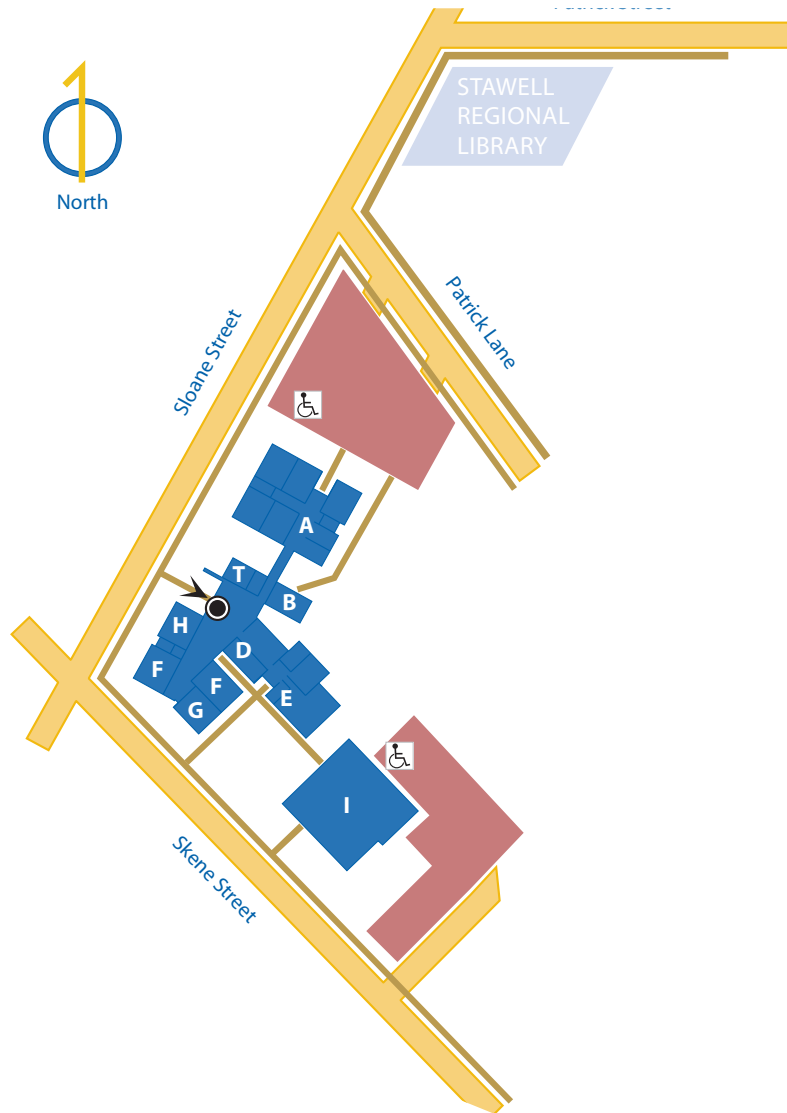 STAWELL
REGIONAL
LIBRARY
North
Patrick Lane
Sloane Street
A
T
B
H
D
F
F
E
G
I
Skene Street